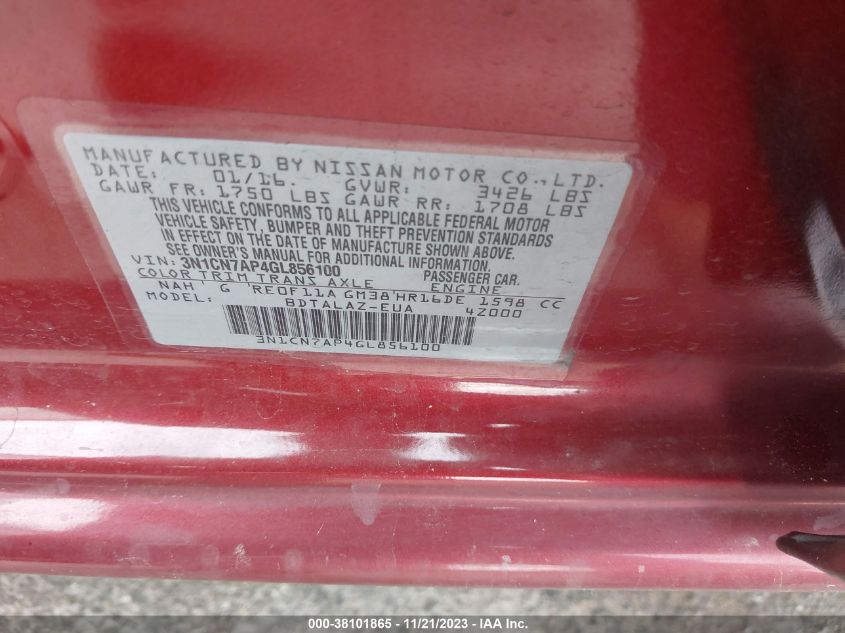 MANUFACTURED BY NISSAN MOTOR CO.,LTD.
DATE: 01/16. GVWR: 3426 LBS
GAWR FR: 1750 LBS GAWR RR: 1708 LBS
THIS VEHICLE CONFORMS TO ALL APPLICABLE FEDERAL MOTOR
VEHICLE SAFETY, BUMPER AND THEFT PREVENTION STANDARDS
IN EFFECT ON THE DATE OF MANUFACTURE SHOWN ABOVE.
SEE OWNER'S MANUAL FOR ADDITIONAL INFORMATION.
VIN: 3N1CN7AP4GL856100 PASSENGER CAR.
COLOR TRIM TRANS AXLE ENGINE
NAH G RE0F11A GM38 HR16DE 1598 CC
MODEL: BDTALAZ-EUA 4Z000
3N1CN7AP4GL856100
000-38101865 - 11/21/2023 - IAA Inc.